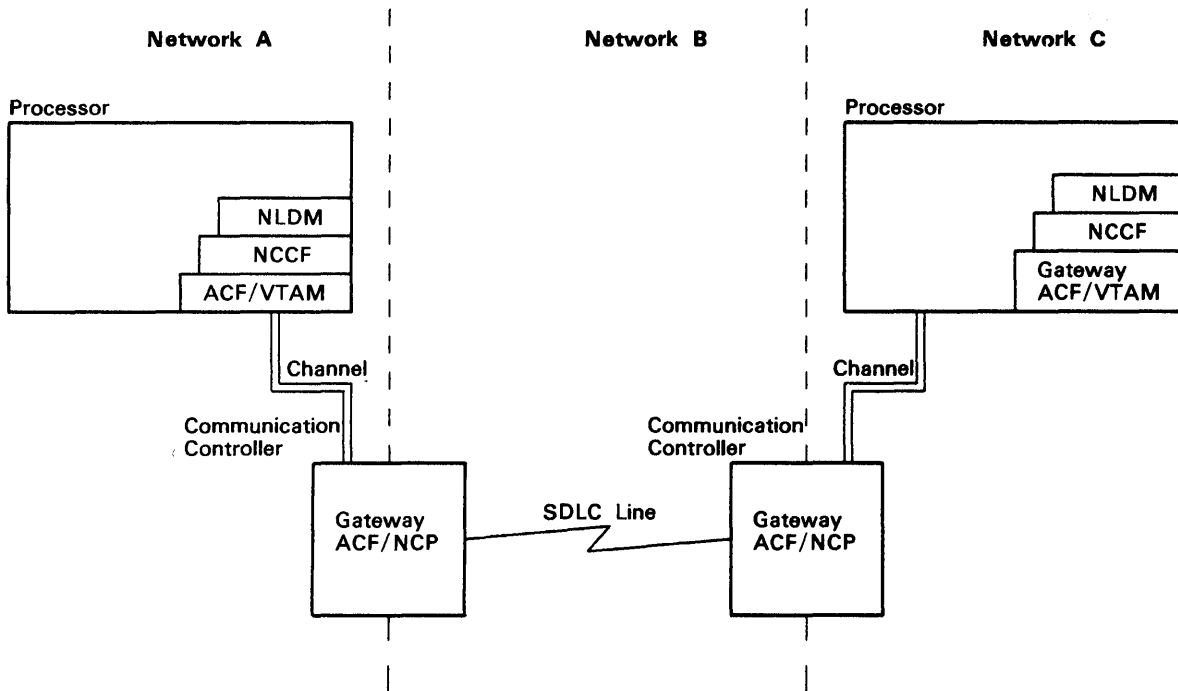 Network A
Network B
Network C
Processor
NLDM
NCCF
ACF/VTAM
Processor
NLDM
NCCF
Gateway
ACF/VTAM
Channel
Channel
Communication
Controller
Communication
Controller
Gateway
ACF/NCP
SDLC Line
Gateway
ACF/NCP